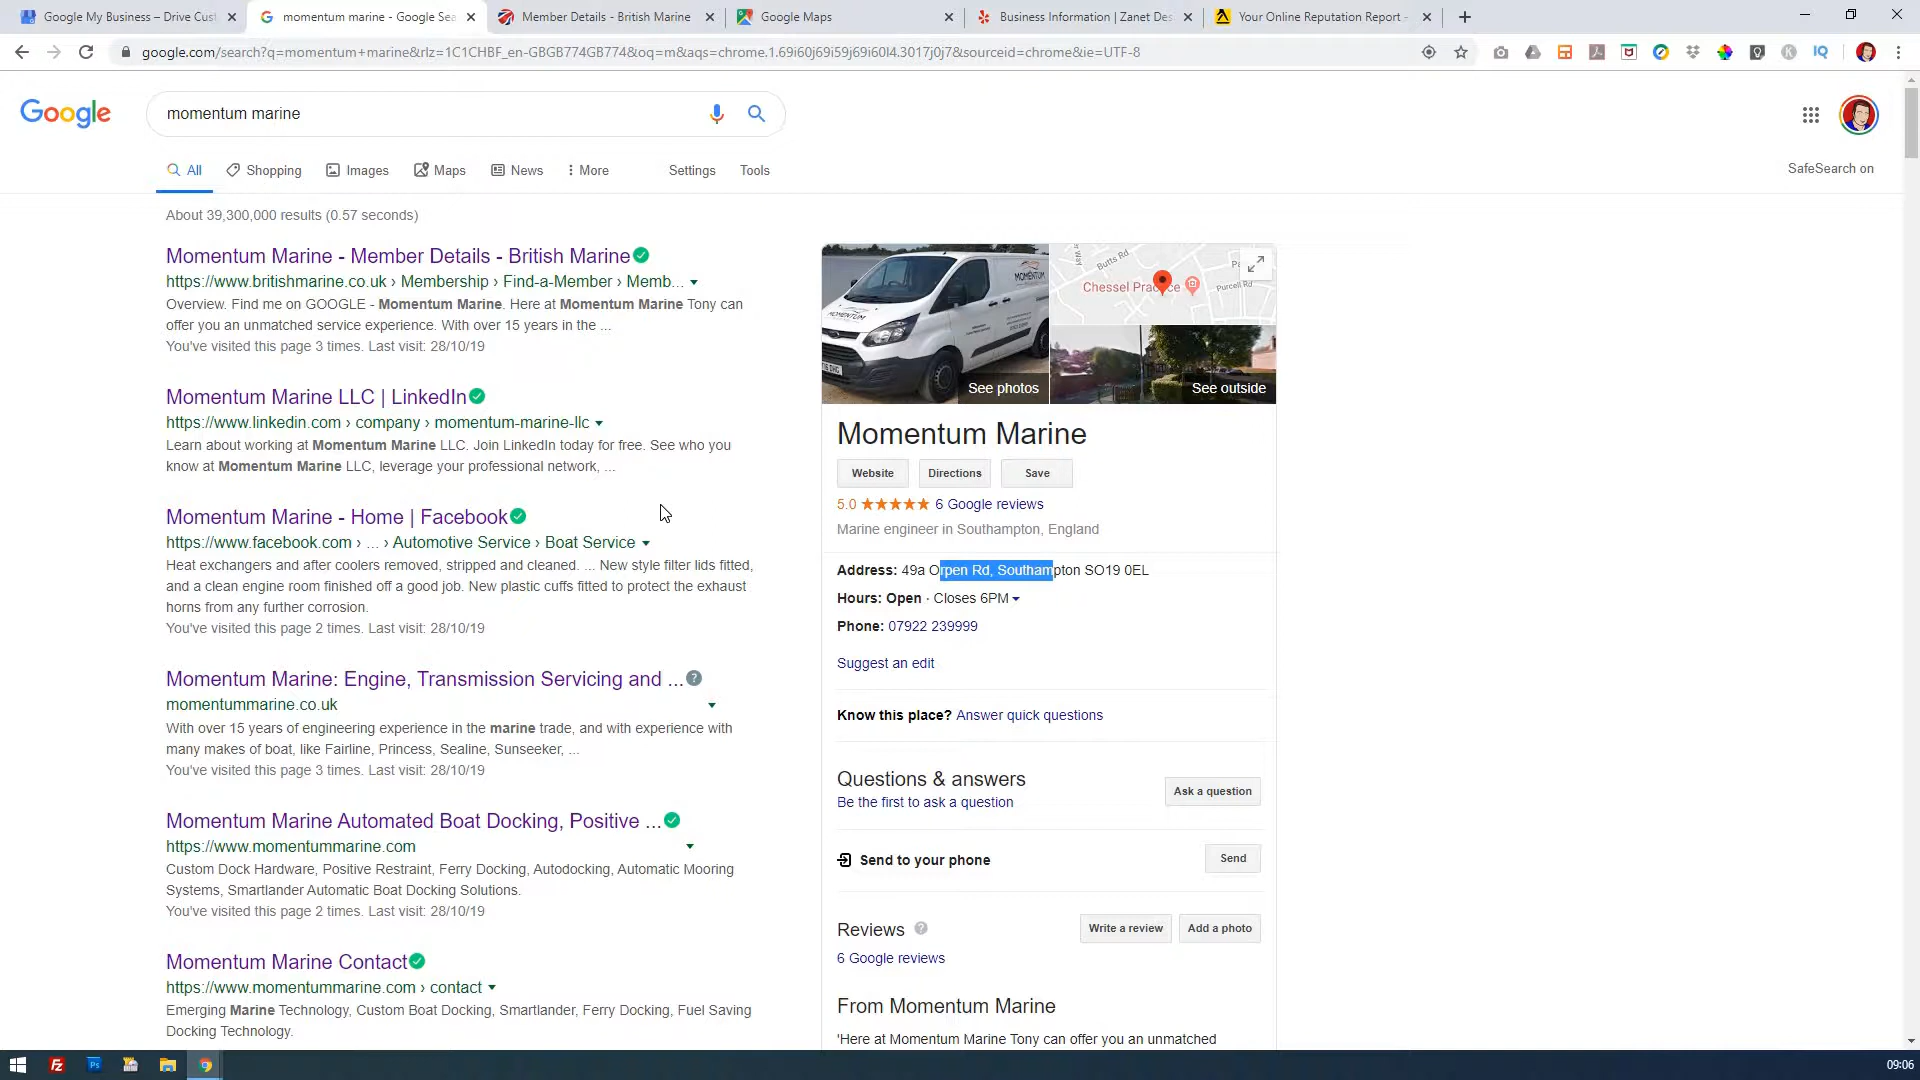 Google My Business – Drive Cust
momentum marine - Google Sea
Member Details - British Marine
Google Maps
Business Information | Zanet Des
Your Online Reputation Report -
google.com/search?q=momentum+marine&rlz=1C1CHBF_en-GBGB774GB774&oq=m&aqs=chrome.1.69i60j69i59j69i60l4.3017j0j7&sourceid=chrome&ie=UTF-8
Google
momentum marine
All
Shopping
Images
Maps
News
More
Settings
Tools
SafeSearch on
About 39,300,000 results (0.57 seconds)
Momentum Marine - Member Details - British Marine
https://www.britishmarine.co.uk › Membership › Find-a-Member › Memb...
Overview. Find me on GOOGLE - Momentum Marine. Here at Momentum Marine Tony can
offer you an unmatched service experience. With over 15 years in the ...
You've visited this page 3 times. Last visit: 28/10/19
Momentum Marine LLC | LinkedIn
https://www.linkedin.com › company › momentum-marine-llc
Learn about working at Momentum Marine LLC. Join LinkedIn today for free. See who you
know at Momentum Marine LLC, leverage your professional network, ...
Momentum Marine - Home | Facebook
https://www.facebook.com › ... › Automotive Service › Boat Service
Heat exchangers and after coolers removed, stripped and cleaned. ... New style filter lids fitted,
and a clean engine room finished off a good job. New plastic cuffs fitted to protect the exhaust
horns from any further corrosion.
You've visited this page 2 times. Last visit: 28/10/19
Momentum Marine: Engine, Transmission Servicing and ...
momentummarine.co.uk
With over 15 years of engineering experience in the marine trade, and with experience with
many makes of boat, like Fairline, Princess, Sealine, Sunseeker, ...
You've visited this page 3 times. Last visit: 28/10/19
Momentum Marine Automated Boat Docking, Positive ...
https://www.momentummarine.com
Custom Dock Hardware, Positive Restraint, Ferry Docking, Autodocking, Automatic Mooring
Systems, Smartlander Automatic Boat Docking Solutions.
You've visited this page 2 times. Last visit: 28/10/19
Momentum Marine Contact
https://www.momentummarine.com › contact
Emerging Marine Technology, Custom Boat Docking, Smartlander, Ferry Docking, Fuel Saving
Docking Technology.
MOMENTUM
Butts Rd
Chessel Practice
Purcell Rd
See photos
See outside
Momentum Marine
Website
Directions
Save
5.0 ★★★★★ 6 Google reviews
Marine engineer in Southampton, England
Address: 49a Orpen Rd, Southampton SO19 0EL
Hours: Open · Closes 6PM
Phone: 07922 239999
Suggest an edit
Know this place? Answer quick questions
Questions & answers
Be the first to ask a question
Ask a question
Send to your phone
Send
Reviews
Write a review
Add a photo
6 Google reviews
From Momentum Marine
'Here at Momentum Marine Tony can offer you an unmatched
09:06